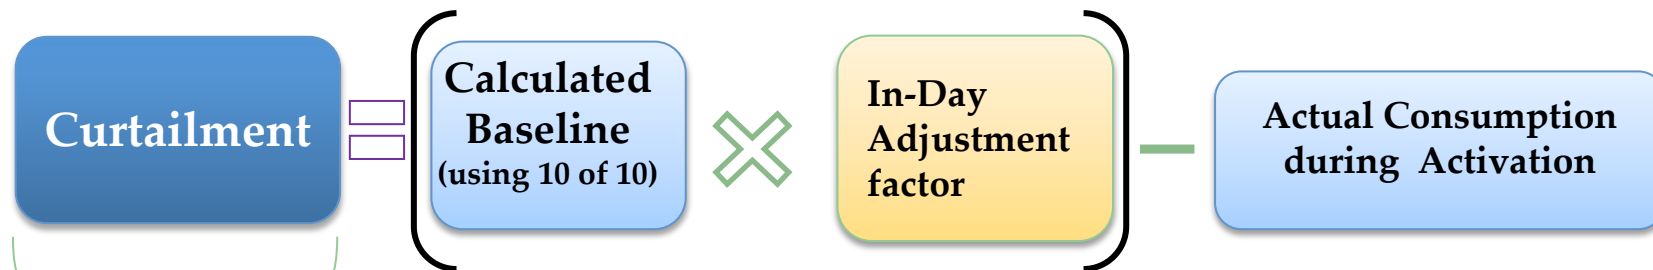 Curtailment
Calculated
Baseline
(using 10 of 10)
In-Day
Adjustment
factor
Actual Consumption
during Activation